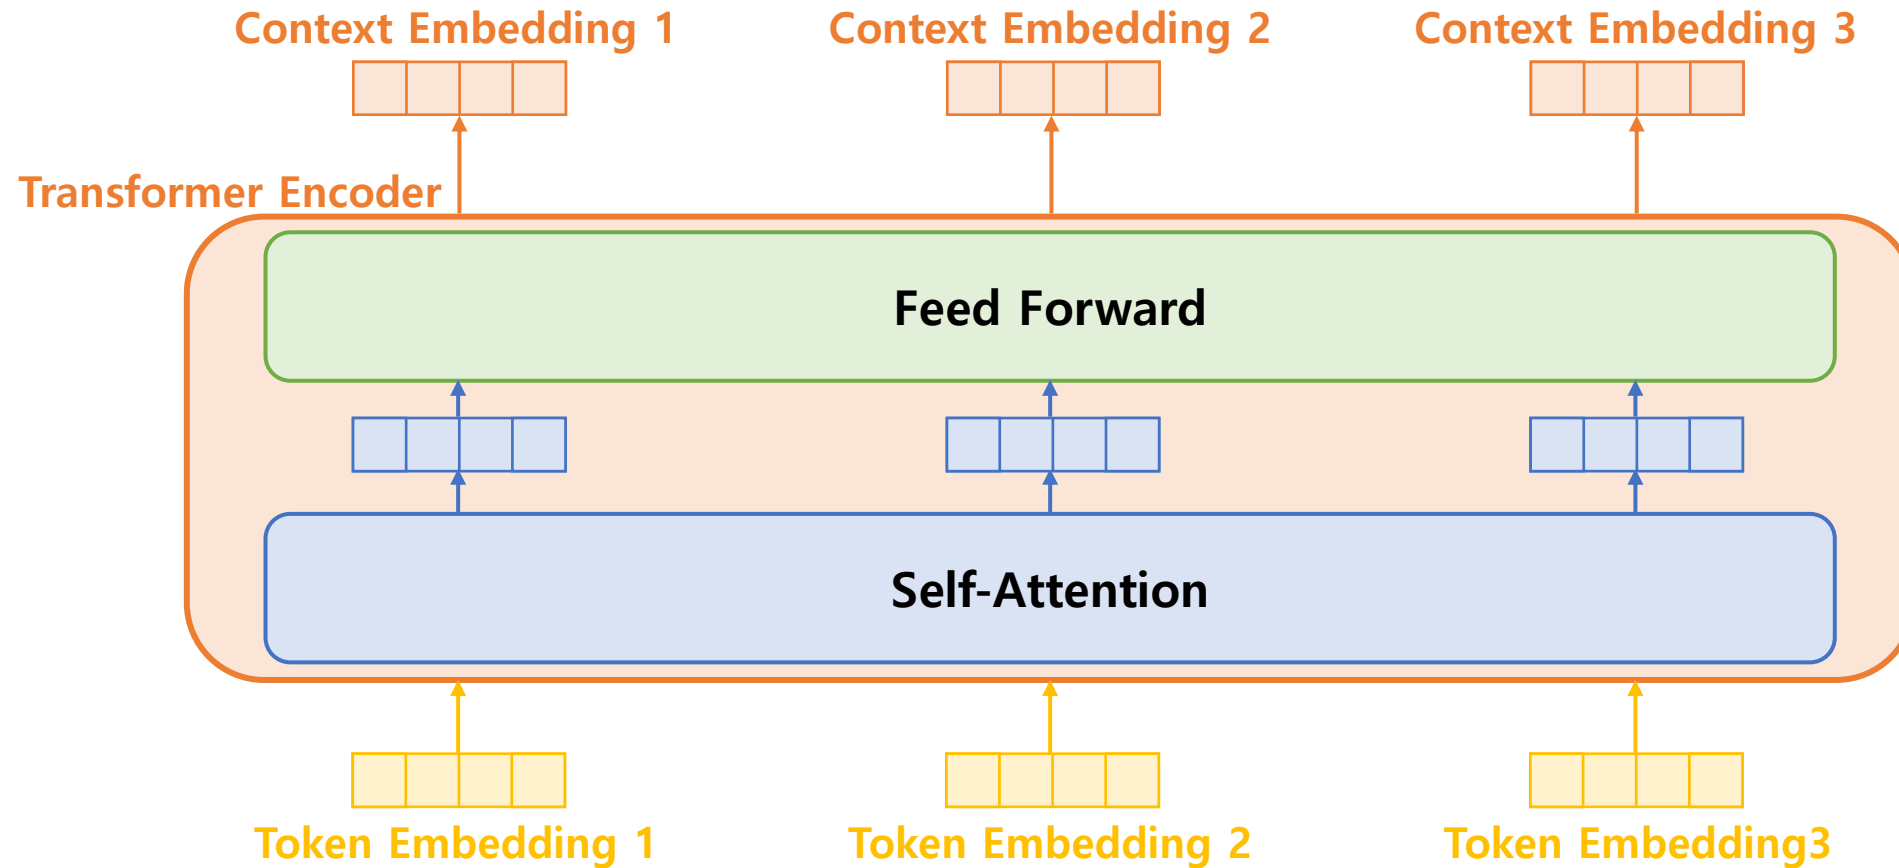 Context Embedding 1
Context Embedding 2
Context Embedding 3
Transformer Encoder
Feed Forward
Self-Attention
Token Embedding 1
Token Embedding 2
Token Embedding3